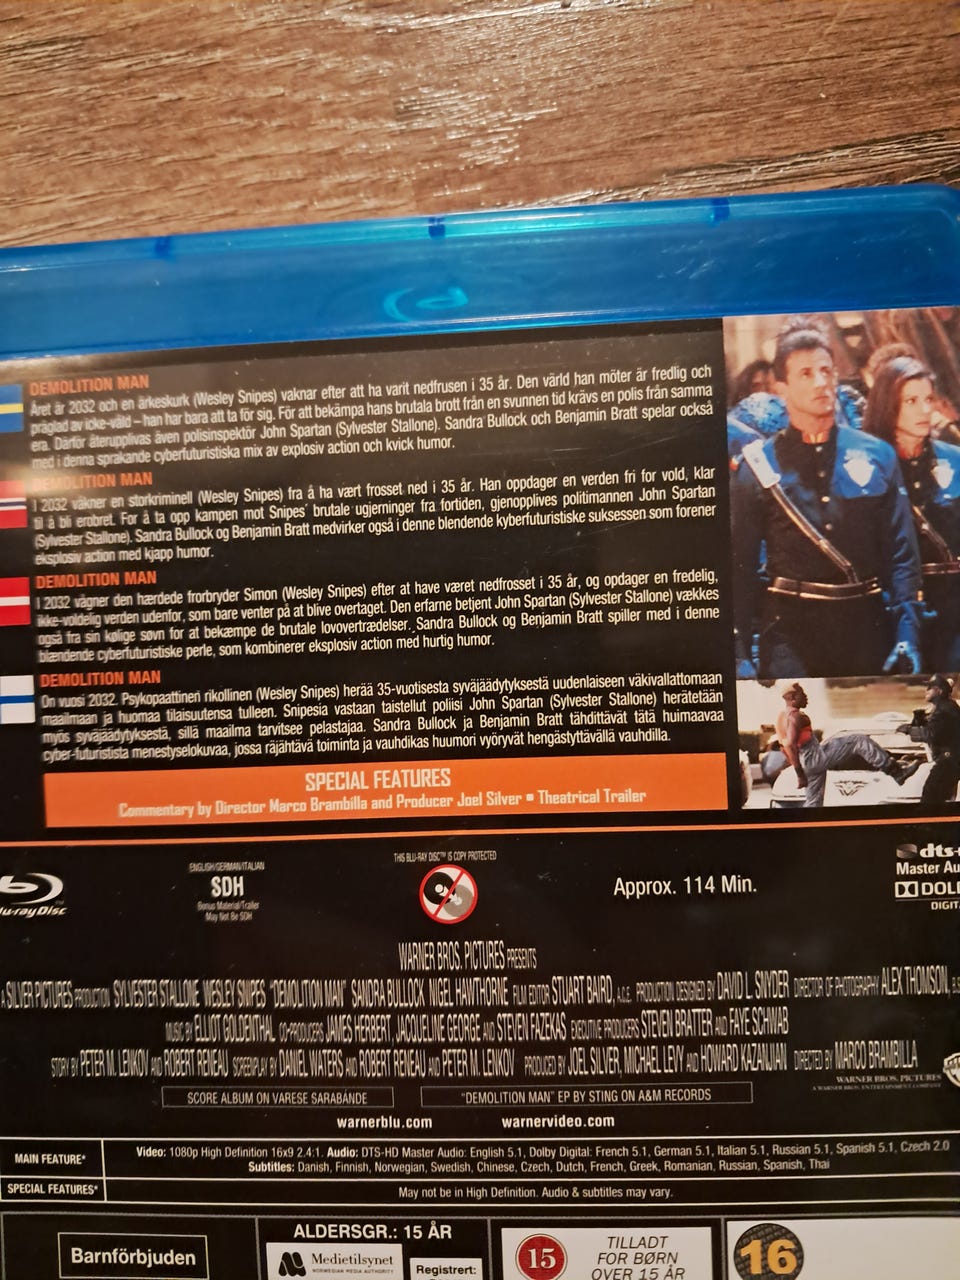 DEMOLITION MAN
Året är 2032 och en ärkeskurk (Wesley Snipes) vaknar efter att ha varit nedfrusen i 35 år. Den värld han möter är fredlig och
präglad av icke-våld – han har bara att ta för sig. För att bekämpa hans brutala brott från en svunnen tid krävs en polis från samma
era. Därför återupplivas även polisinspektör John Spartan (Sylvester Stallone). Sandra Bullock och Benjamin Bratt spelar också
med i denna sprakande cyberfuturistiska mix av explosiv action och kvick humor.
DEMOLITION MAN
I 2032 våkner en storkriminell (Wesley Snipes) fra å ha vært frosset ned i 35 år. Han oppdager en verden fri for vold, klar
til å bli erobret. For å ta opp kampen mot Snipes' brutale ugjerninger fra fortiden, gjenopplives politimannen John Spartan
(Sylvester Stallone). Sandra Bullock og Benjamin Bratt medvirker også i denne blendende kyberfuturistiske suksessen som forener
eksplosiv action med kjapp humor.
DEMOLITION MAN
I 2032 vågner den hærdede frorbryder Simon (Wesley Snipes) efter at have været nedfrosset i 35 år, og opdager en fredelig,
ikke-voldelig verden udenfor, som bare venter på at blive overtaget. Den erfarne betjent John Spartan (Sylvester Stallone) vækkes
også fra sin kølige søvn for at bekæmpe de brutale lovovertrædelser. Sandra Bullock og Benjamin Bratt spiller med i denne
blændende cyberfuturistiske perle, som kombinerer eksplosiv action med hurtig humor.
DEMOLITION MAN
On vuosi 2032. Psykopaattinen rikollinen (Wesley Snipes) herää 35-vuotisesta syväjäädytyksestä uudenlaiseen väkivallattomaan
maailmaan ja huomaa tilaisuutensa tulleen. Snipesia vastaan taistellut poliisi John Spartan (Sylvester Stallone) herätetään
myös syväjäädytyksestä, sillä maailma tarvitsee pelastajaa. Sandra Bullock ja Benjamin Bratt tähdittävät tätä huimaavaa
cyber-futuristista menestyselokuvaa, jossa räjähtävä toiminta ja vauhdikas huumori vyöryvät hengästyttävällä vauhdilla.
SPECIAL FEATURES
Commentary by Director Marco Brambilla and Producer Joel Silver • Theatrical Trailer
ENGLISH/GERMAN/ITALIAN
SDH
Bonus Material/Trailer
May Not Be SDH
THIS BLU-RAY DISC™ IS COPY PROTECTED
Approx. 114 Min.
Blu-ray Disc
dts
Master Au
DOLB
DIGIT
WARNER BROS. PICTURES PRESENTS
A SILVER PICTURES PRODUCTION SYLVESTER STALLONE WESLEY SNIPES "DEMOLITION MAN" SANDRA BULLOCK NIGEL HAWTHORNE FILM EDITOR STUART BAIRD, A.C.E. PRODUCTION DESIGNED BY DAVID L. SNYDER DIRECTOR OF PHOTOGRAPHY ALEX THOMSON,
MUSIC BY ELLIOT GOLDENTHAL CO-PRODUCERS JAMES HERBERT, JACQUELINE GEORGE AND STEVEN FAZEKAS EXECUTIVE PRODUCERS STEVEN BRATTER AND FAYE SCHWAB
STORY BY PETER M. LENKOV AND ROBERT RENEAU SCREENPLAY BY DANIEL WATERS AND ROBERT RENEAU AND PETER M. LENKOV PRODUCED BY JOEL SILVER, MICHAEL LEVY AND HOWARD KAZANJIAN DIRECTED BY MARCO BRAMBILLA
WARNER BROS. PICTURES
A WARNER BROS. ENTERTAINMENT COMPANY
SCORE ALBUM ON VARESE SARABÁNDE
"DEMOLITION MAN" EP BY STING ON A&M RECORDS
warnerblu.com
warnervideo.com
MAIN FEATURE*
Video: 1080p High Definition 16x9 2.4:1. Audio: DTS-HD Master Audio: English 5.1, Dolby Digital: French 5.1, German 5.1, Italian 5.1, Russian 5.1, Spanish 5.1, Czech 2.0
Subtitles: Danish, Finnish, Norwegian, Swedish, Chinese, Czech, Dutch, French, Greek, Romanian, Russian, Spanish, Thai
SPECIAL FEATURES*
May not be in High Definition. Audio & subtitles may vary.
Barnförbjuden
ALDERSGR.: 15 ÅR
Medietilsynet
NORWEGIAN MEDIA AUTHORITY
Registrert:
15
TILLADT
FOR BØRN
OVER 15 ÅR
16